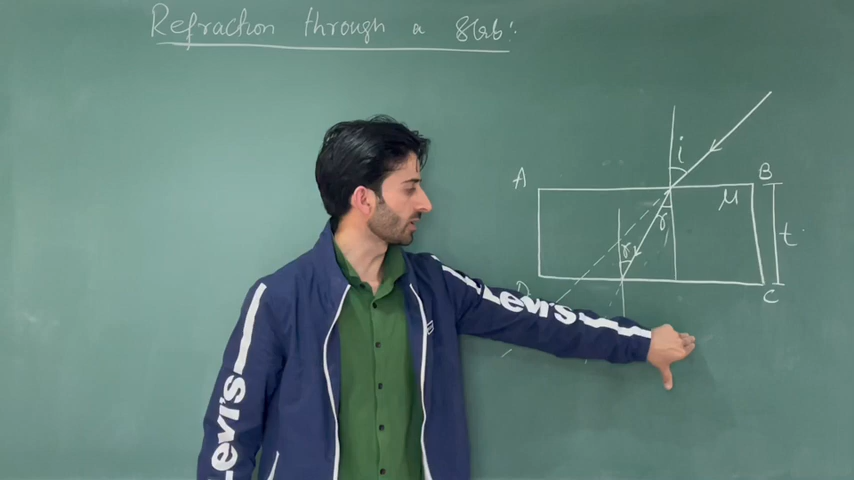 Refraction through a slab:
i
A
B
μ
r
t
r
D
C
Levi's
Levi's